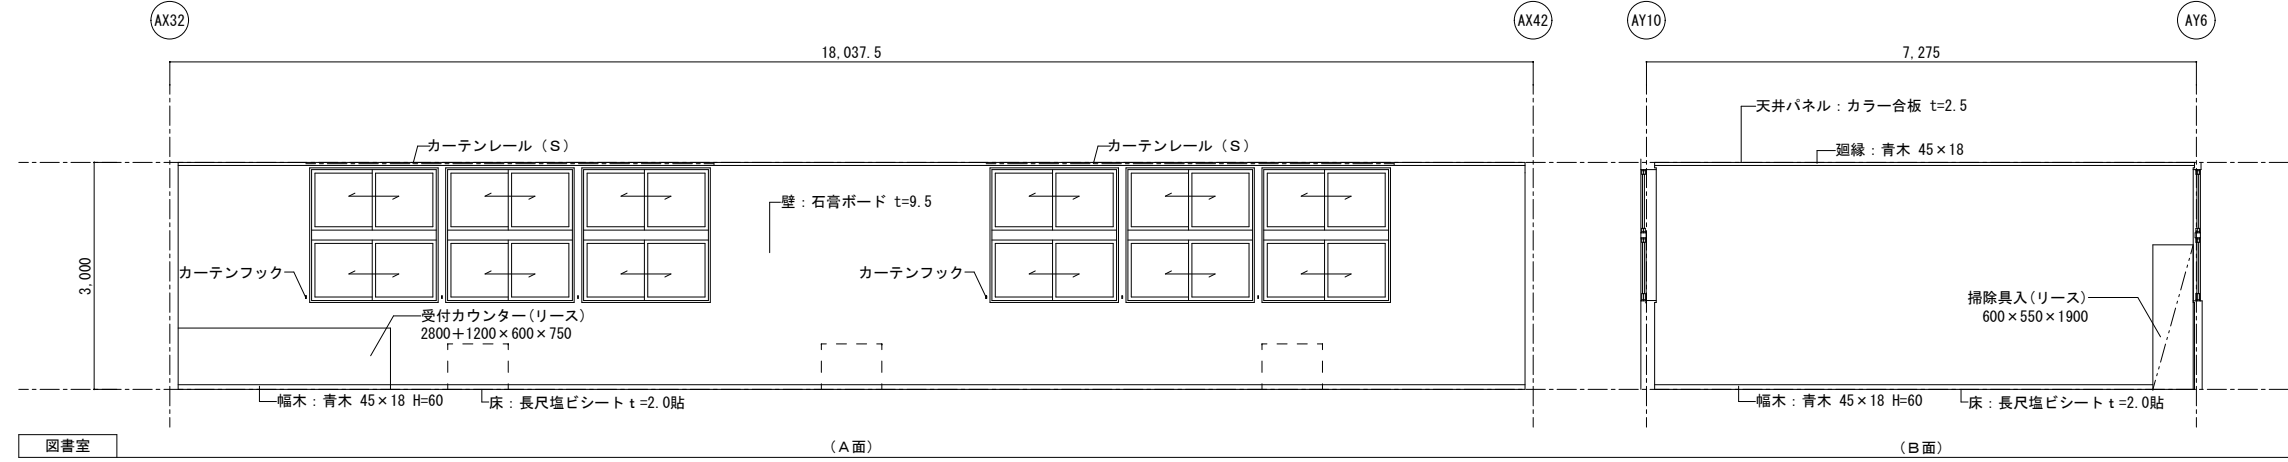 AX32
AX42
AY10
AY6
18,037.5
7,275
天井パネル：カラー合板 t=2.5
カーテンレール（Ｓ）
カーテンレール（Ｓ）
廻縁：青木 45×18
壁：石膏ボード t=9.5
3,000
カーテンフック
カーテンフック
受付カウンター(リース)
2800＋1200×600×750
掃除具入(リース)
600×550×1900
幅木：青木 45×18 H=60
床：長尺塩ビシートｔ=2.0貼
幅木：青木 45×18 H=60
床：長尺塩ビシートｔ=2.0貼
図書室
（Ａ面）
（Ｂ面）